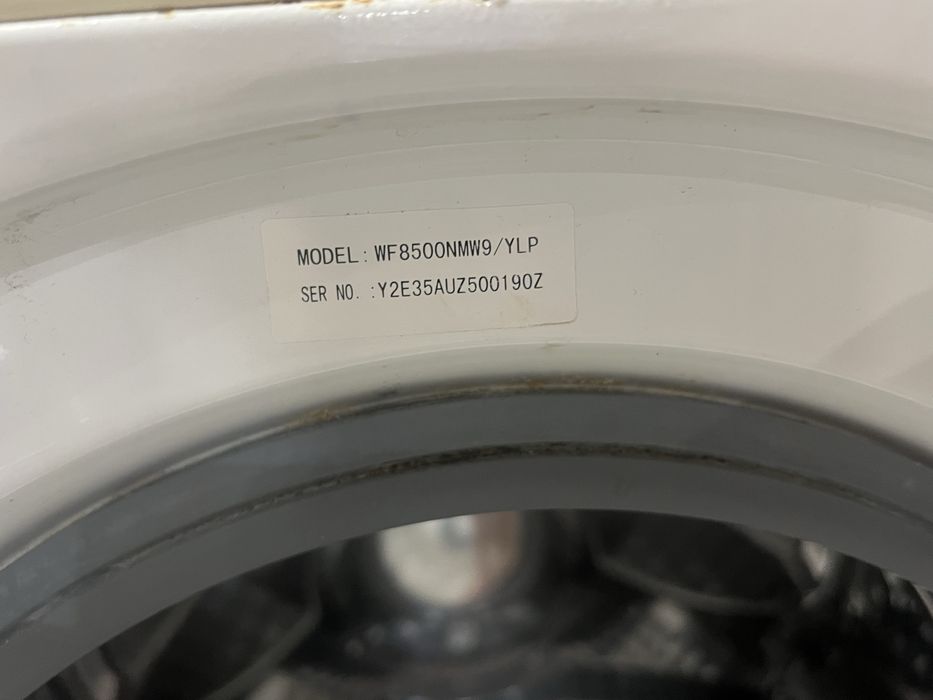 MODEL: WF8500NMW9/YLP
SER NO. :Y2E35AUZ500190Z